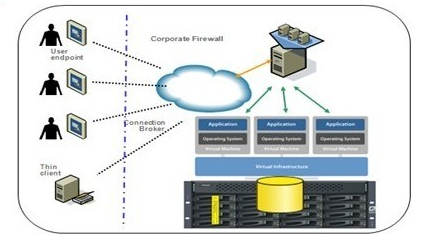 Corporate Firewall
User
endpoint
Connection
Broker
Thin
client
Application
Operating System
Virtual Machine
Application
Operating System
Virtual Machine
Application
Operating System
Virtual Machine
Virtual Infrastructure